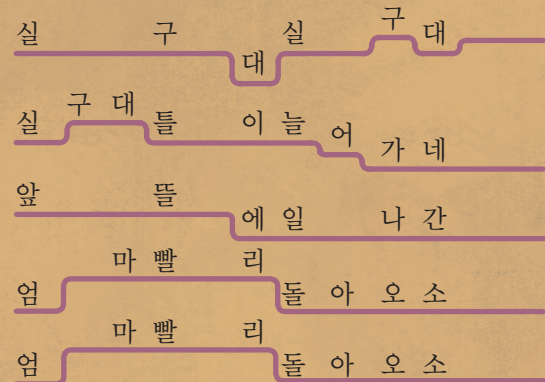 실 구 대 실 구 대
실 구 대 틀 이 늘 어 가 네
앞 뜰 에 일 나 간
엄 마 빨 리 돌 아 오 소
엄 마 빨 리 돌 아 오 소